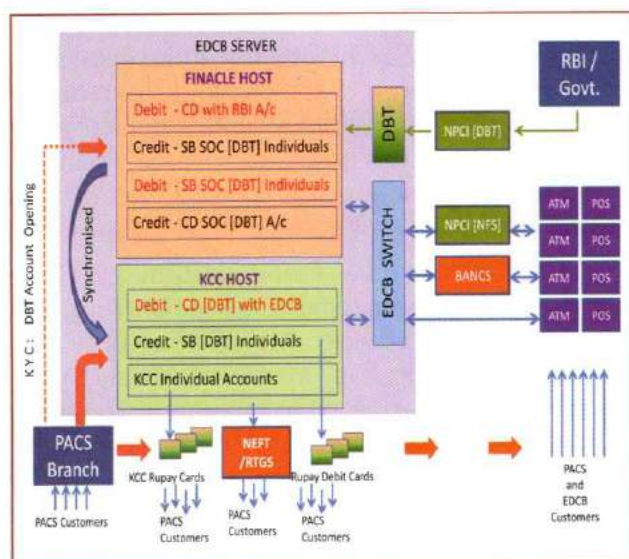 EDCB SERVER
FINACLE HOST
Debit - CD with RBI A/c
Credit - SB SOC [DBT] Individuals
Debit - SB SOC [DBT] Individuals
Credit - CD SOC [DBT] A/c
KCC HOST
Debit - CD [DBT] with EDCB
Credit - SB [DBT] Individuals
KCC Individual Accounts
DBT
EDCB SWITCH
NPCI [DBT]
RBI /
Govt.
NPCI [NFS]
BANCS
ATM POS
ATM POS
ATM POS
ATM POS
KYC: DBT Account Opening
Synchronised
PACS
Branch
PACS Customers
KCC Rupay Cards
PACS
Customers
NEFT
/RTGS
PACS
Customers
Rupay Debit Cards
PACS
Customers
PACS
and
EDCB
Customers